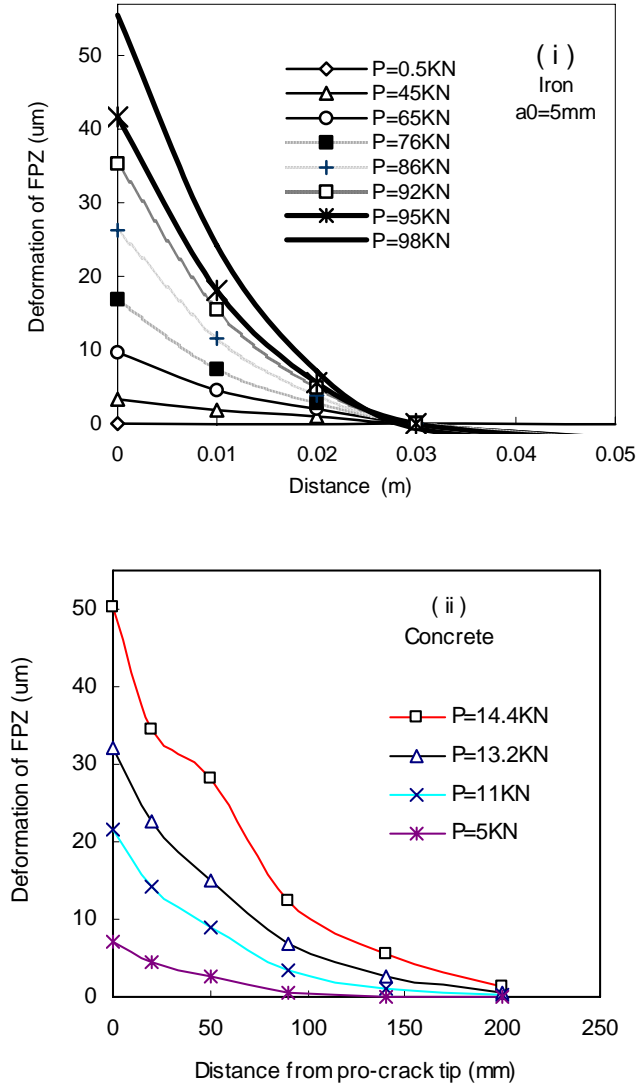 50
40
30
20
10
0
Deformation of FPZ (um)
( i )
Iron
a0=5mm
P=0.5KN
P=45KN
P=65KN
P=76KN
P=86KN
P=92KN
P=95KN
P=98KN
0 0.01 0.02 0.03 0.04 0.05
Distance (m)
50
40
30
20
10
0
Deformation of FPZ (um)
( ii )
Concrete
P=14.4KN
P=13.2KN
P=11KN
P=5KN
0 50 100 150 200 250
Distance from pro-crack tip (mm)